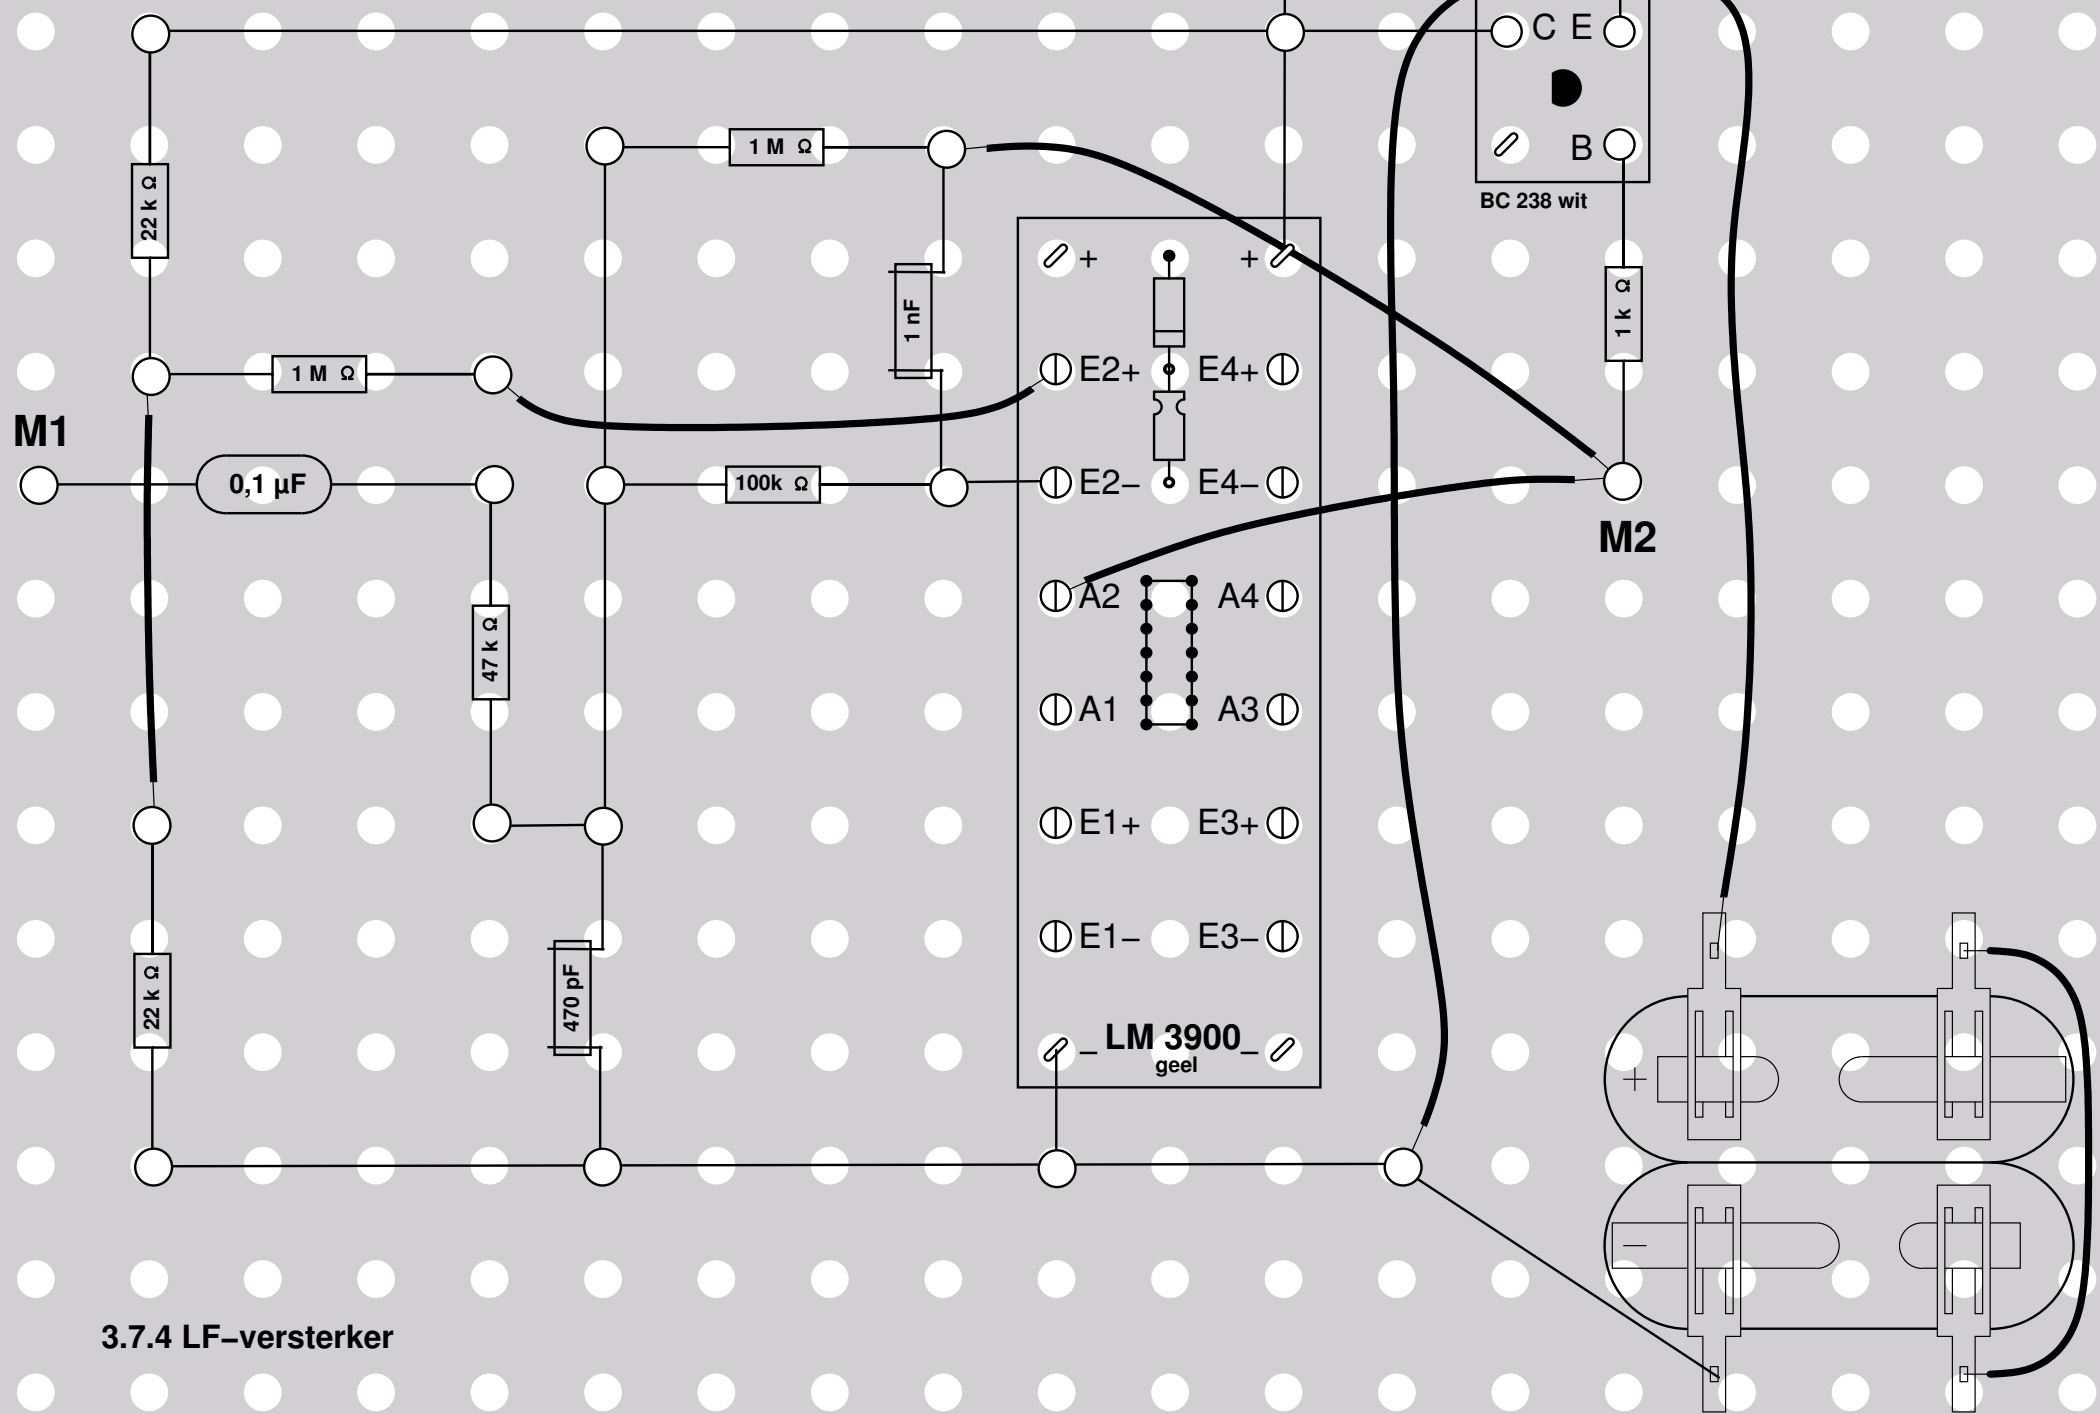 C E
1 M Ω
B
22 k Ω
BC 238 wit
+ +
1 nF
1 k Ω
1 M Ω
E2+ E4+
M1
0,1 µF
100k Ω
E2– E4–
M2
A2 A4
47 k Ω
A1 A3
E1+ E3+
E1– E3–
22 k Ω
470 pF
– LM 3900 –
geel
+
–
3.7.4 LF–versterker